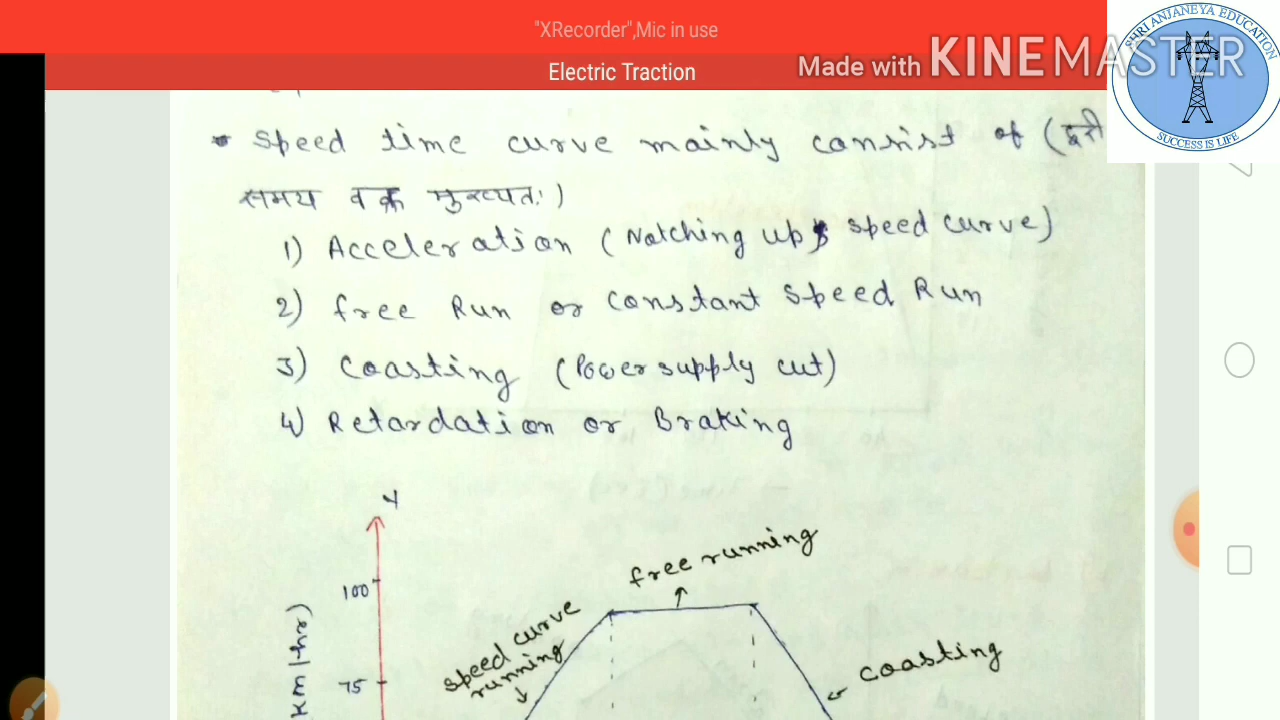 "XRecorder",Mic in use
Electric Traction
Made with KINEMASTER
SHRI ANJANEYA EDUCATION
SUCCESS IS LIFE
speed time curve mainly consist of (दुरी
समय वक्र मुख्यतः)
1) Acceleration (Notching up & speed curve)
2) free Run or constant speed Run
3) coasting (Power supply cut)
4) Retardation or Braking
Y
free running
100
speed curve
running
coasting
75
km/hr)